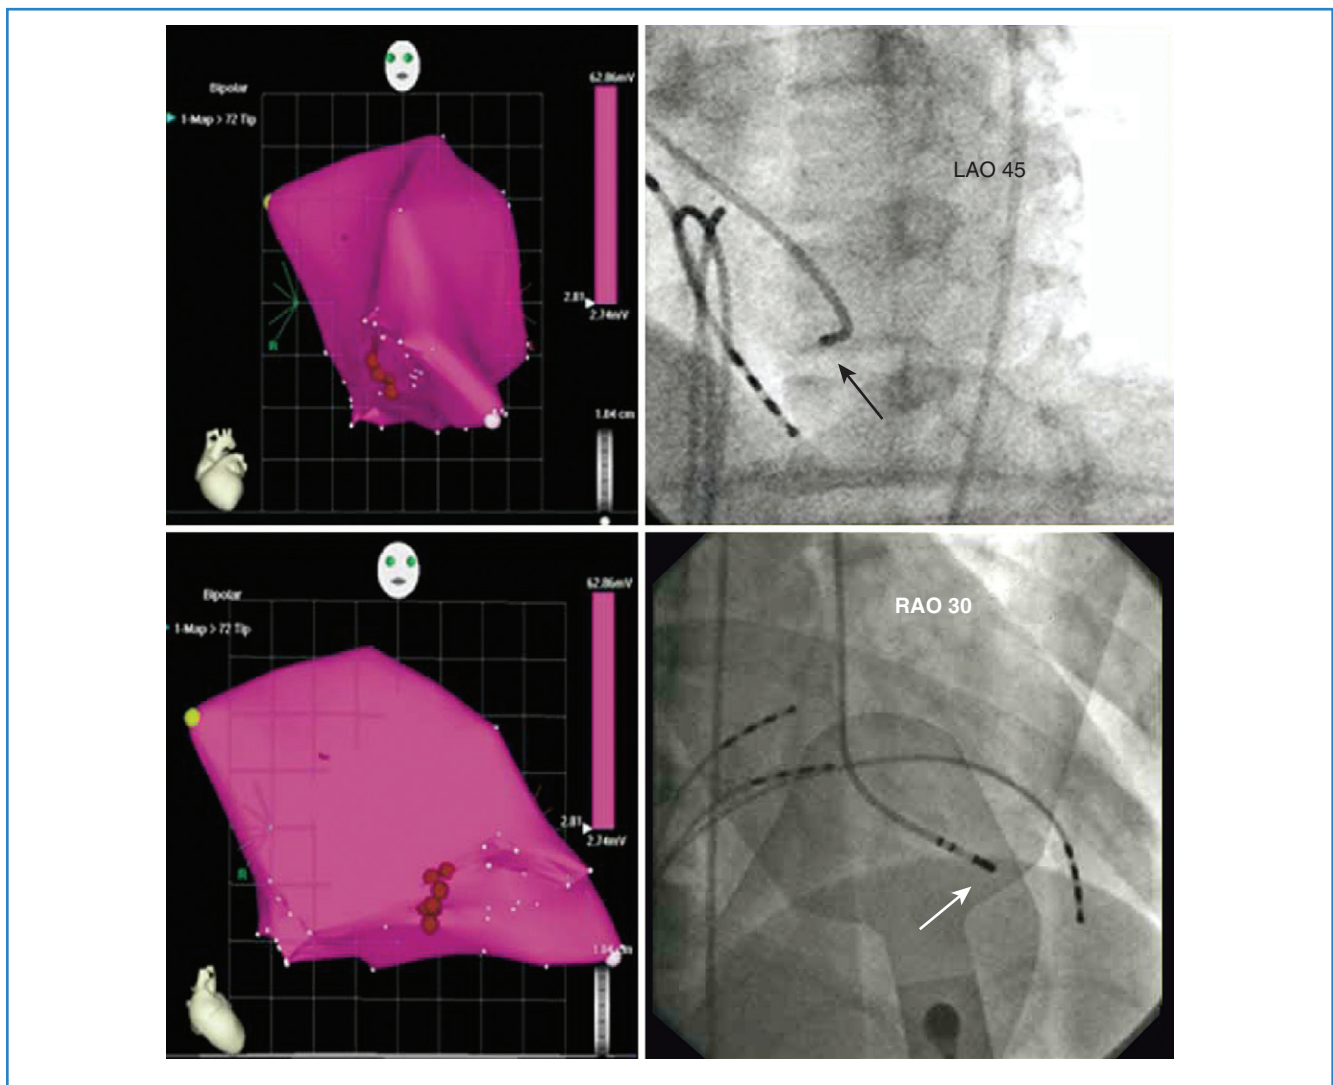 Bipolar
1-Map > 72 Tip
62.86mV
2.81
2.74mV
R
1.04 cm
LAO 45
Bipolar
1-Map > 72 Tip
62.86mV
2.81
2.74mV
R
RAO 30